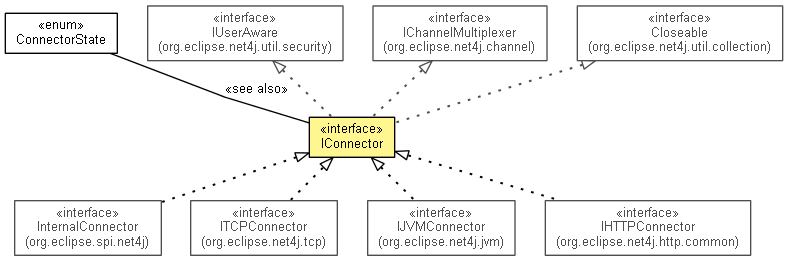 «enum»
ConnectorState
«interface»
IUserAware
(org.eclipse.net4j.util.security)
«interface»
IChannelMultiplexer
(org.eclipse.net4j.channel)
«interface»
Closeable
(org.eclipse.net4j.util.collection)
«see also»
«interface»
IConnector
«interface»
InternalConnector
(org.eclipse.spi.net4j)
«interface»
ITCPConnector
(org.eclipse.net4j.tcp)
«interface»
IJVMConnector
(org.eclipse.net4j.jvm)
«interface»
IHTTPConnector
(org.eclipse.net4j.http.common)